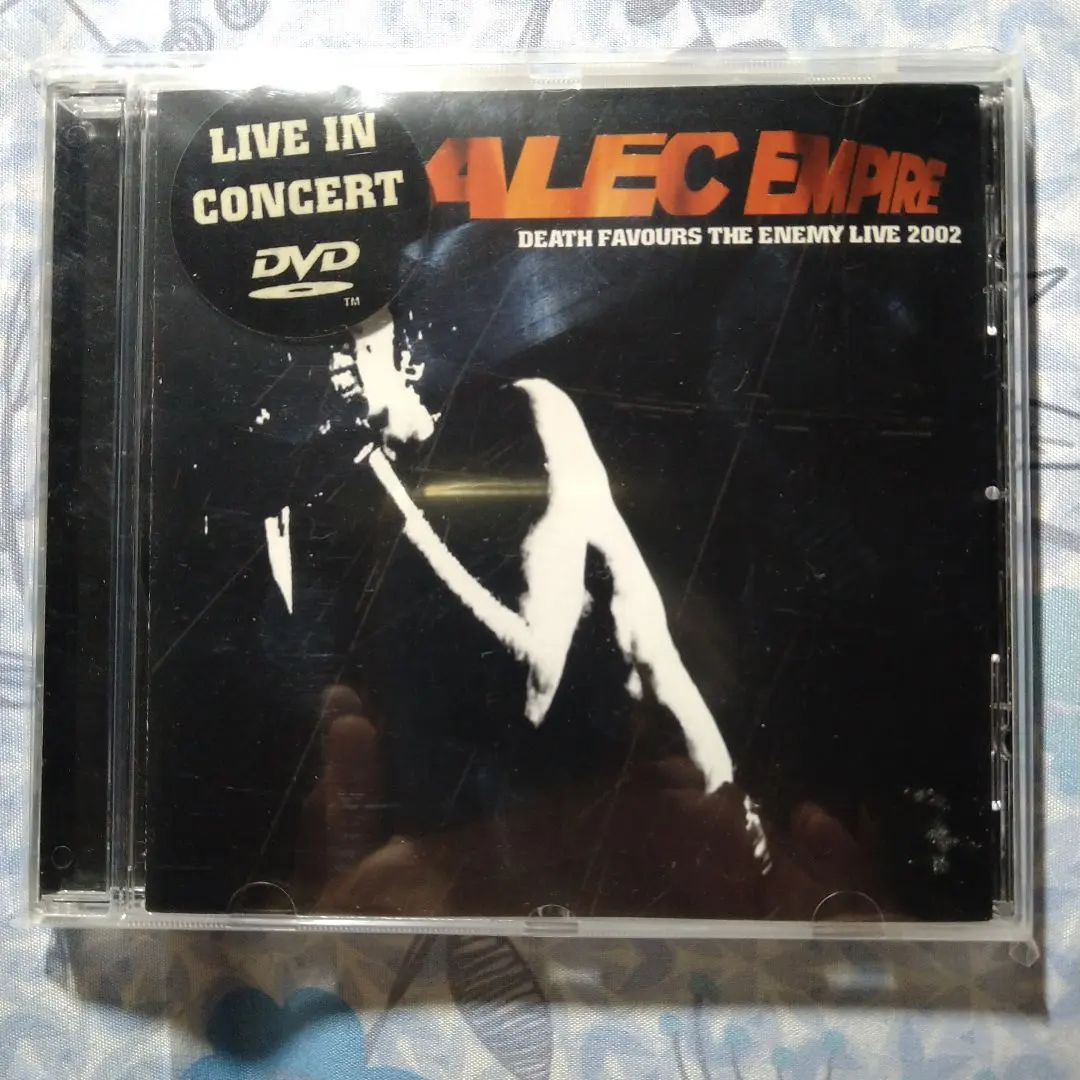 LIVE IN
CONCERT
DVD
TM
ALEC EMPIRE
DEATH FAVOURS THE ENEMY LIVE 2002